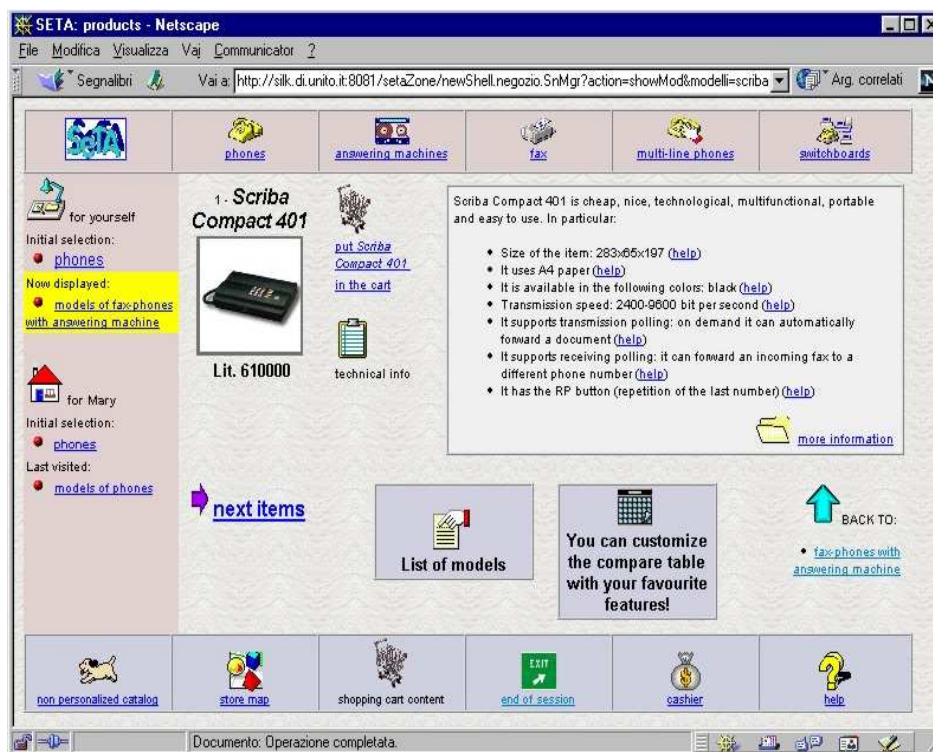 SETA: products - Netscape
File Modifica Visualizza Vai Communicator ?
Segnalibri Vai a: http://silk.di.unito.it:8081/setaZone/newShell.negozio.SnMgr?action=showMod&modelli=scriba Arg. correlati N
SeTA
phones
answering machines
fax
multi-line phones
switchboards
for yourself
Initial selection:
phones
Now displayed:
models of fax-phones
with answering machine
for Mary
Initial selection:
phones
Last visited:
models of phones
1 - Scriba
Compact 401
Lit. 610000
put Scriba
Compact 401
in the cart
technical info
Scriba Compact 401 is cheap, nice, technological, multifunctional, portable
and easy to use. In particular:
• Size of the item: 283x65x197 (help)
• It uses A4 paper (help)
• It is available in the following colors: black (help)
• Transmission speed: 2400-9600 bit per second (help)
• It supports transmission polling: on demand it can automatically
forward a document (help)
• It supports receiving polling: it can forward an incoming fax to a
different phone number (help)
• It has the RP button (repetition of the last number) (help)
more information
next items
List of models
You can customize
the compare table
with your favourite
features!
BACK TO:
• fax-phones with
answering machine
non personalized catalog
store map
shopping cart content
EXIT
end of session
cashier
help
Documento: Operazione completata.